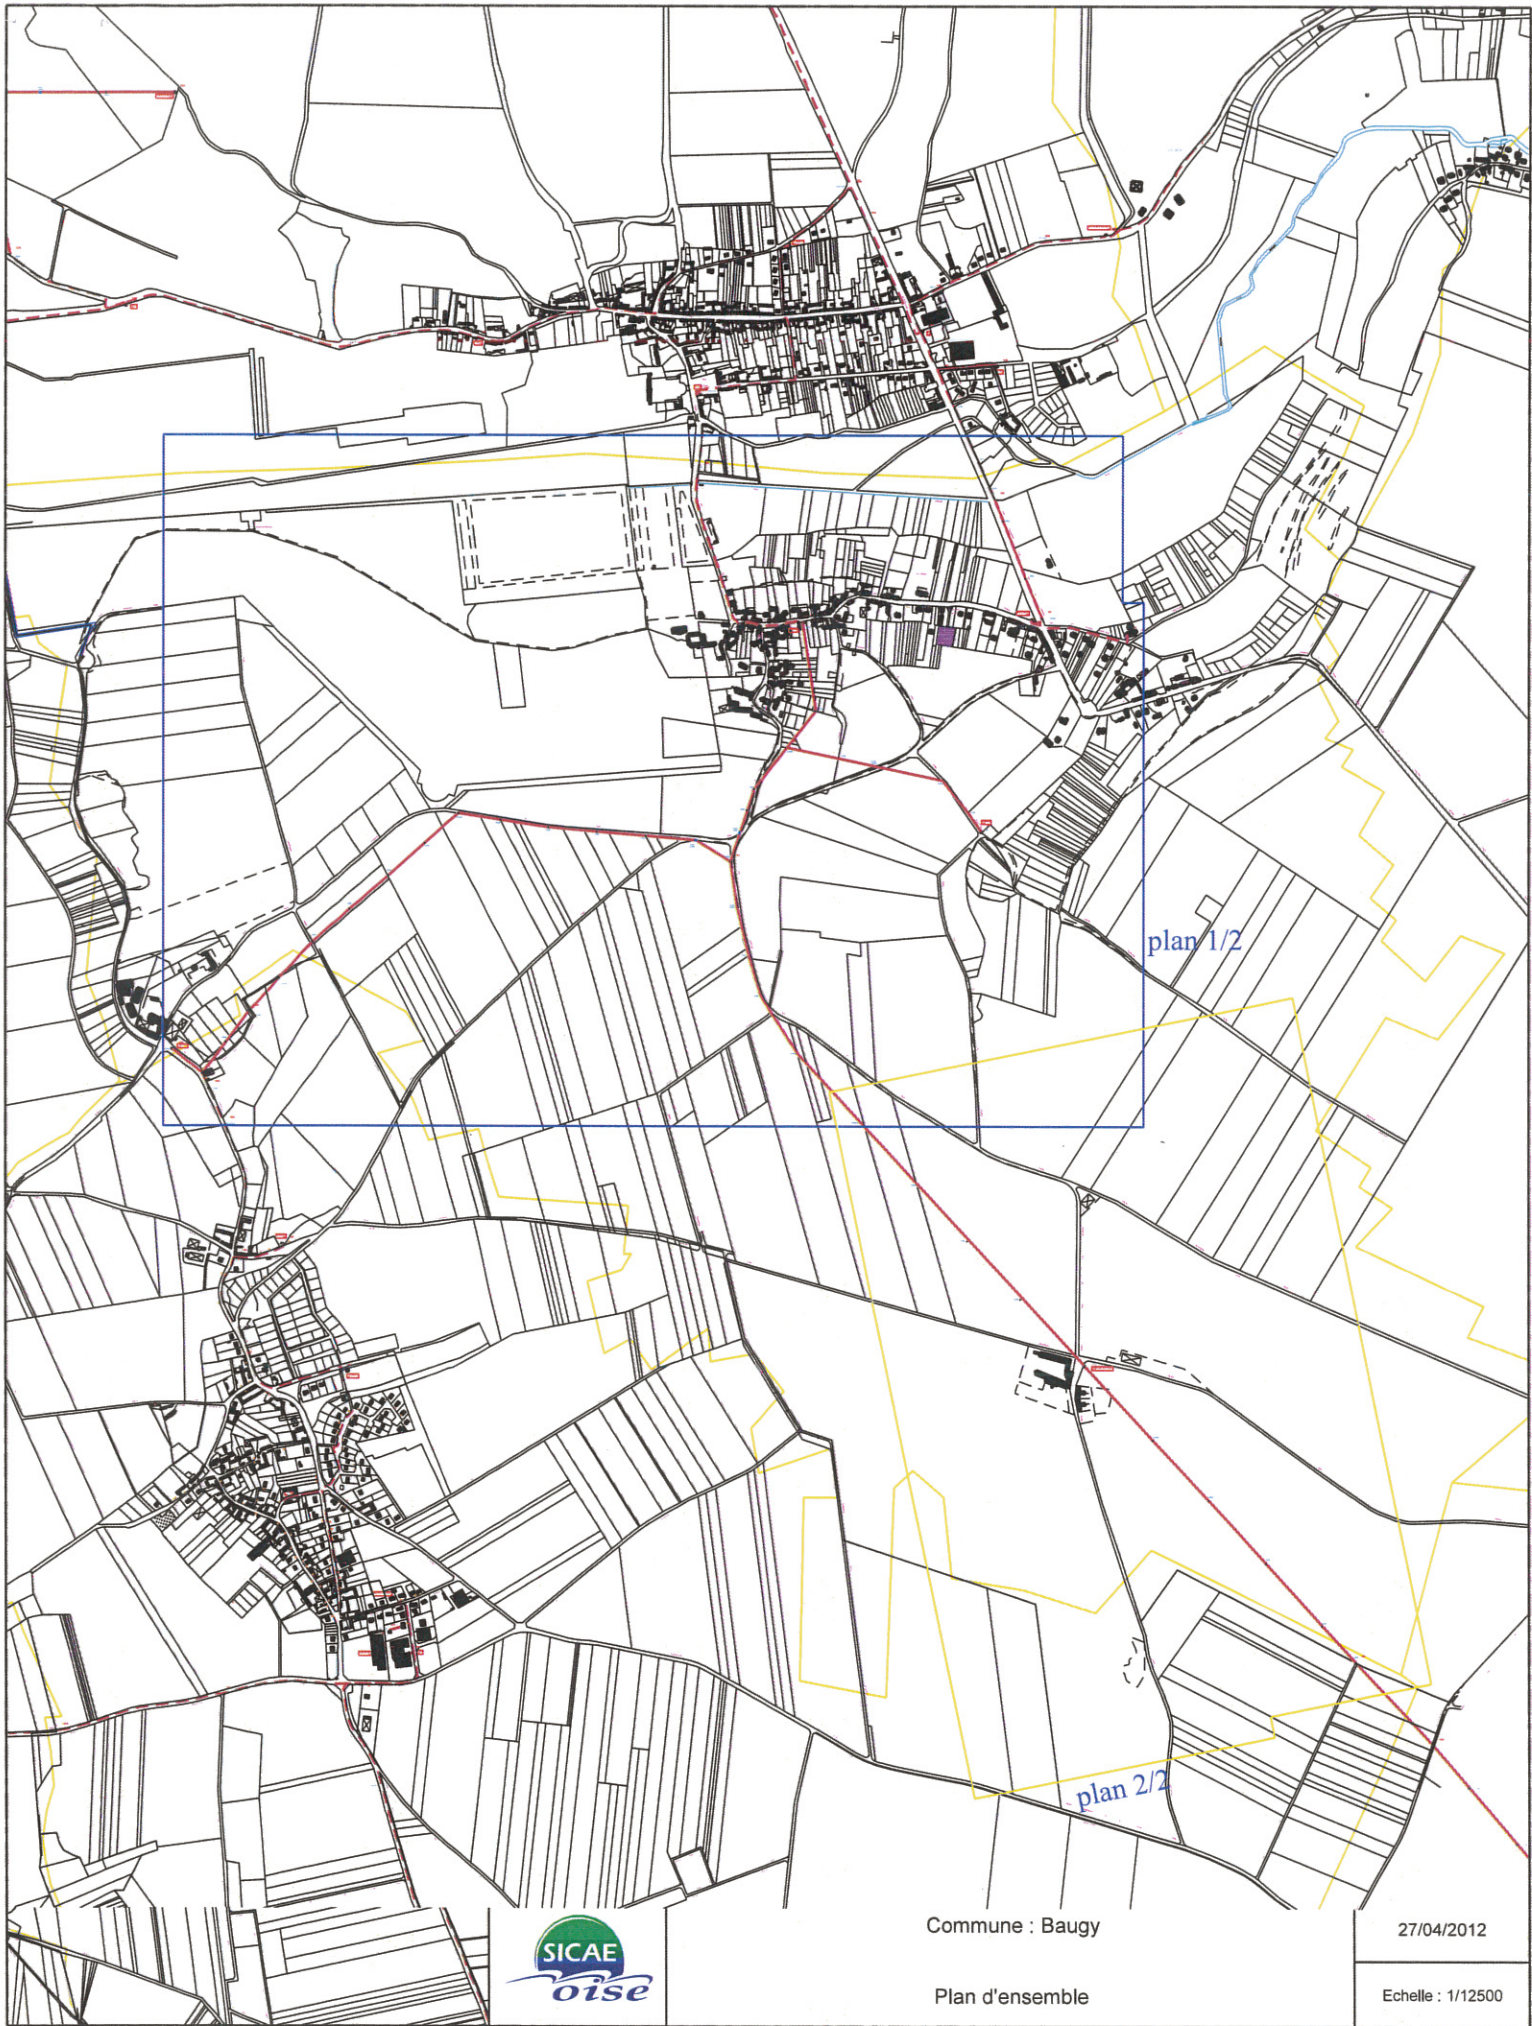 plan 1/2
plan 2/2
SICAE
oise
Commune : Baugy
Plan d'ensemble
27/04/2012
Echelle : 1/12500